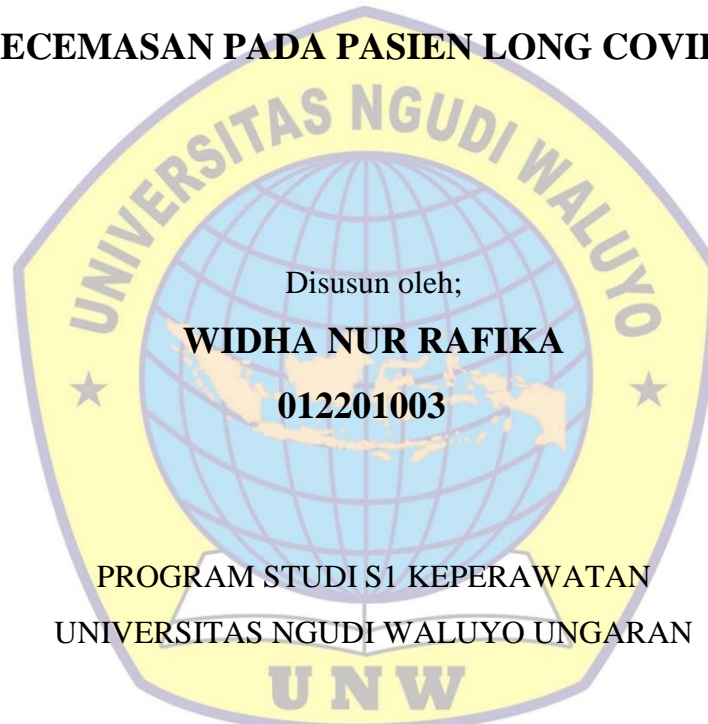 ECEMASAN PADA PASIEN LONG COVI
UNIVERSITAS NGUDI WALUYO
Disusun oleh;
WIDHA NUR RAFIKA
012201003
PROGRAM STUDI S1 KEPERAWATAN
UNIVERSITAS NGUDI WALUYO UNGARAN
UNW